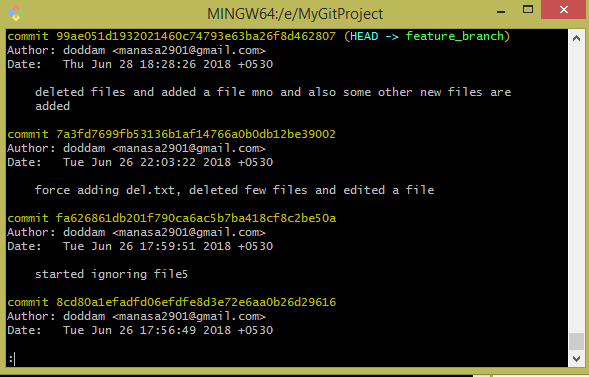 MINGW64:/e/MyGitProject
commit 99ae051d1932021460c74793e63ba26f8d462807 (HEAD -> feature_branch)
Author: doddam <manasa2901@gmail.com>
Date:   Thu Jun 28 18:28:26 2018 +0530
deleted files and added a file mno and also some other new files are
added
commit 7a3fd7699fb53136b1af14766a0b0db12be39002
Author: doddam <manasa2901@gmail.com>
Date:   Tue Jun 26 22:03:22 2018 +0530
force adding del.txt, deleted few files and edited a file
commit fa626861db201f790ca6ac5b7ba418cf8c2be50a
Author: doddam <manasa2901@gmail.com>
Date:   Tue Jun 26 17:59:51 2018 +0530
started ignoring file5
commit 8cd80a1efadfd06efdfe8d3e72e6aa0b26d29616
Author: doddam <manasa2901@gmail.com>
Date:   Tue Jun 26 17:56:49 2018 +0530
: